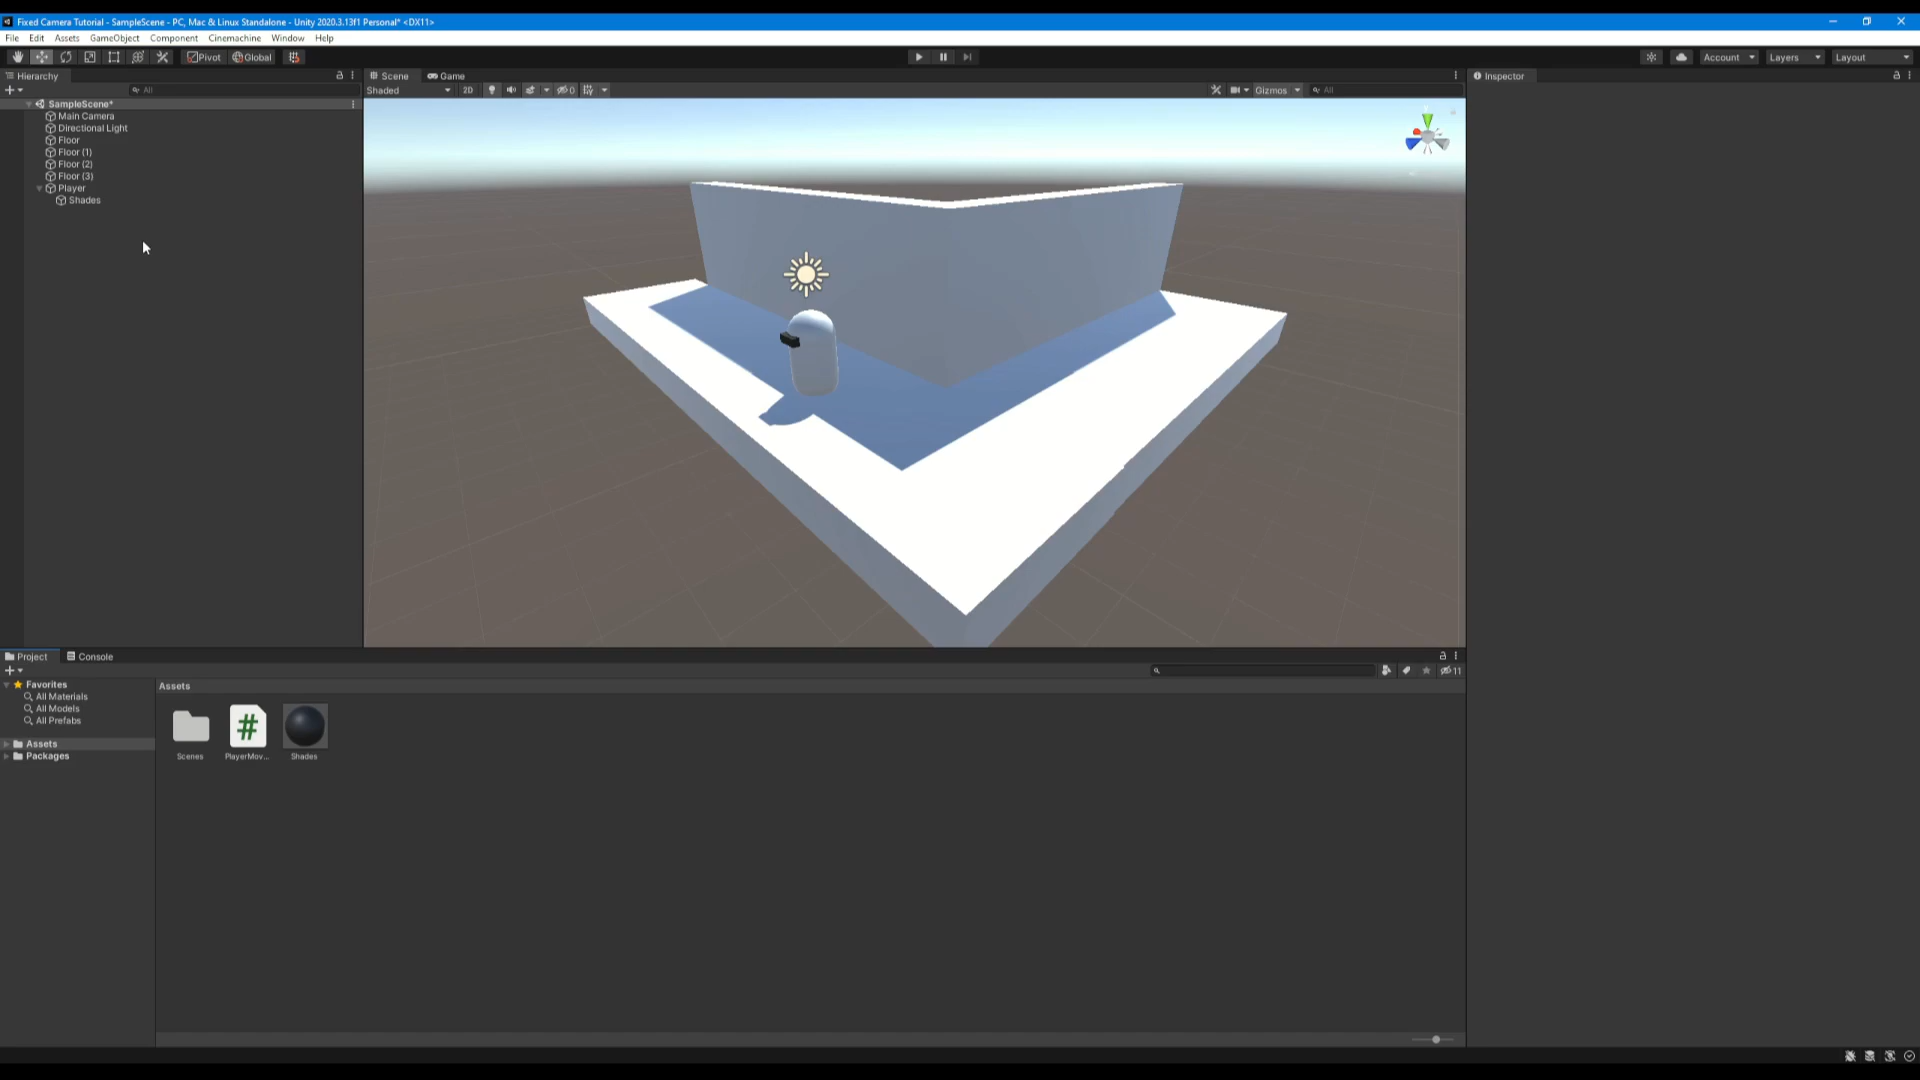 Fixed Camera Tutorial - SampleScene - PC, Mac & Linux Standalone - Unity 2020.3.13f1 Personal* <DX11>
File Edit Assets GameObject Component Cinemachine Window Help
Pivot Global Account Layers Layout
Hierarchy
All
SampleScene*
Main Camera
Directional Light
Floor
Floor (1)
Floor (2)
Floor (3)
Player
Shades
Scene Game
Shaded 2D 0 Gizmos All
Inspector
Project Console
11
Favorites
All Materials
All Models
All Prefabs
Assets
Packages
Assets
Scenes PlayerMov... Shades